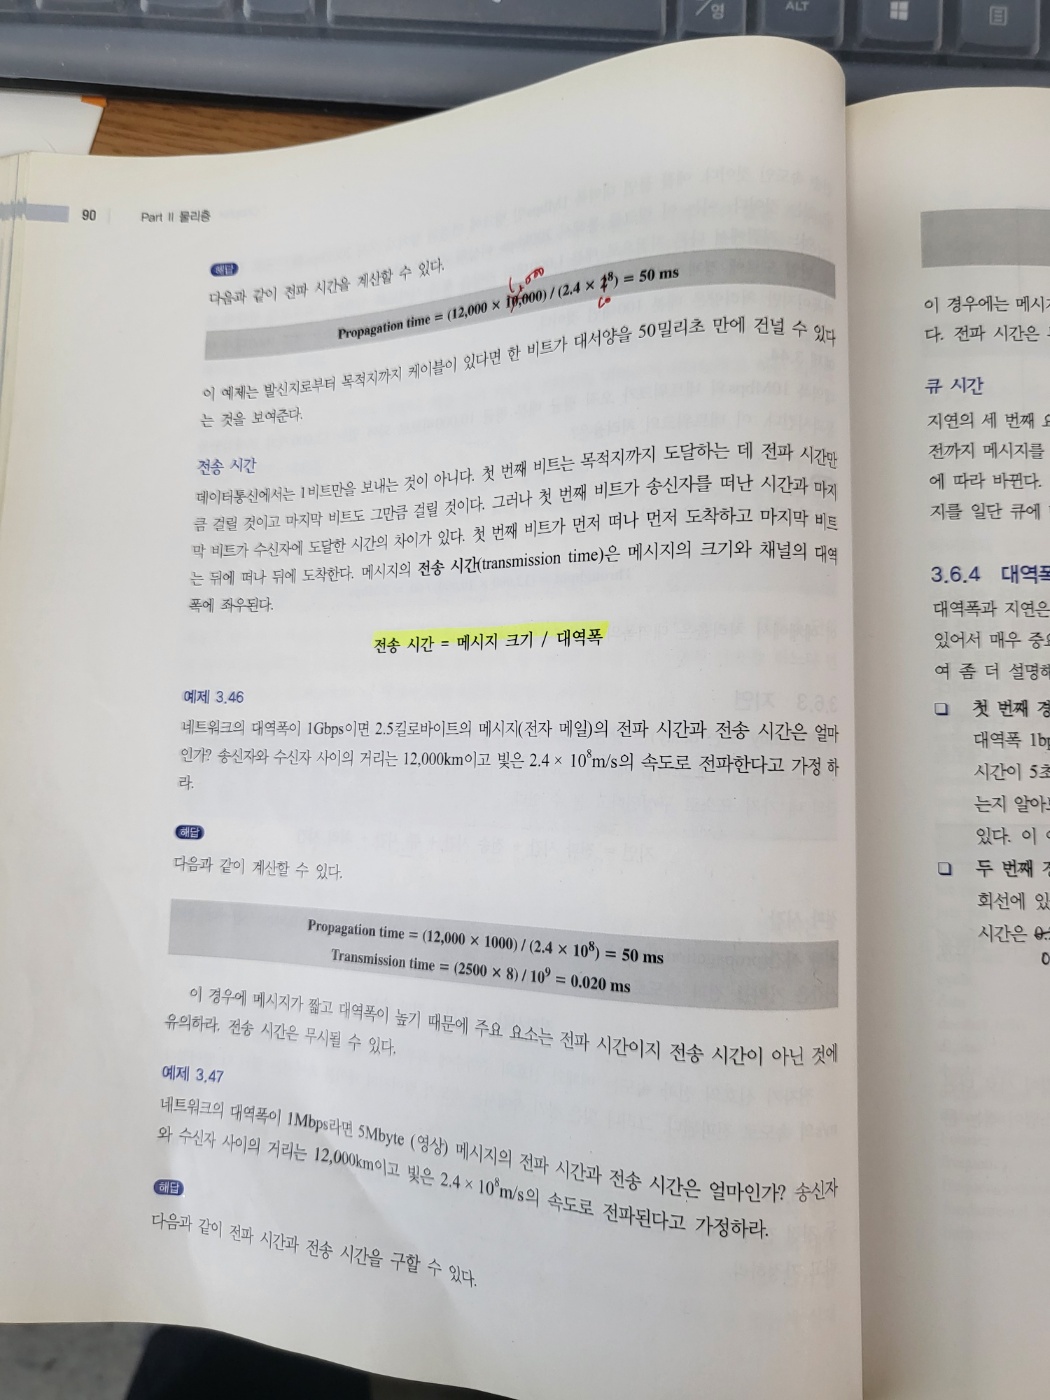 영
ALT
90 Part II 물리층
해답
다음과 같이 전파 시간을 계산할 수 있다.
Propagation time = (12,000 × 10,000) / (2.4 × 2⁸) = 50 ms
이 예제는 발신지로부터 목적지까지 케이블이 있다면 한 비트가 대서양을 50밀리초 만에 건널 수 있다
는 것을 보여준다.
전송 시간
데이터통신에서는 1비트만을 보내는 것이 아니다. 첫 번째 비트는 목적지까지 도달하는 데 전파 시간만
큼 걸릴 것이고 마지막 비트도 그만큼 걸릴 것이다. 그러나 첫 번째 비트가 송신자를 떠난 시간과 마지
막 비트가 수신자에 도달한 시간의 차이가 있다. 첫 번째 비트가 먼저 떠나 먼저 도착하고 마지막 비트
는 뒤에 떠나 뒤에 도착한다. 메시지의 전송 시간(transmission time)은 메시지의 크기와 채널의 대역
폭에 좌우된다.
전송 시간 = 메시지 크기 / 대역폭
예제 3.46
네트워크의 대역폭이 1Gbps이면 2.5킬로바이트의 메시지(전자 메일)의 전파 시간과 전송 시간은 얼마
인가? 송신자와 수신자 사이의 거리는 12,000km이고 빛은 2.4 × 10⁸m/s의 속도로 전파한다고 가정 하
라.
해답
다음과 같이 계산할 수 있다.
Propagation time = (12,000 × 1000) / (2.4 × 10⁸) = 50 ms
Transmission time = (2500 × 8) / 10⁹ = 0.020 ms
이 경우에 메시지가 짧고 대역폭이 높기 때문에 주요 요소는 전파 시간이지 전송 시간이 아닌 것에
유의하라. 전송 시간은 무시될 수 있다.
예제 3.47
네트워크의 대역폭이 1Mbps라면 5Mbyte (영상) 메시지의 전파 시간과 전송 시간은 얼마인가? 송신자
와 수신자 사이의 거리는 12,000km이고 빛은 2.4 × 10⁸m/s의 속도로 전파된다고 가정하라.
해답
다음과 같이 전파 시간과 전송 시간을 구할 수 있다.
이 경우에는 메시지
다. 전파 시간은
큐 시간
지연의 세 번째 요
전까지 메시지를
에 따라 바뀐다.
지를 일단 큐에
3.6.4 대역폭
대역폭과 지연은
있어서 매우 중요
여 좀 더 설명해
❏ 첫 번째 경
대역폭 1bp
시간이 5초
는지 알아보
있다. 이
❏ 두 번째 경
회선에 있
시간은